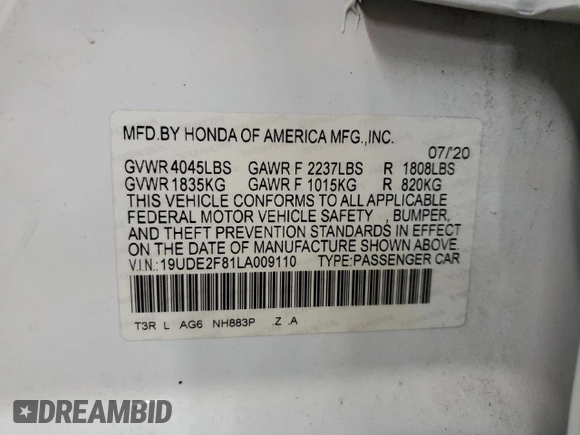 MFD.BY HONDA OF AMERICA MFG.,INC.
07/'20
GVWR 4045LBS GAWR F 2237LBS R 1808LBS
GVWR 1835KG GAWR F 1015KG R 820KG
THIS VEHICLE CONFORMS TO ALL APPLICABLE
FEDERAL MOTOR VEHICLE SAFETY , BUMPER,
AND THEFT PREVENTION STANDARDS IN EFFECT
ON THE DATE OF MANUFACTURE SHOWN ABOVE.
V.I.N.:19UDE2F81LA009110 TYPE:PASSENGER CAR
T3R L AG6 NH883P .Z .A
DREAMBID